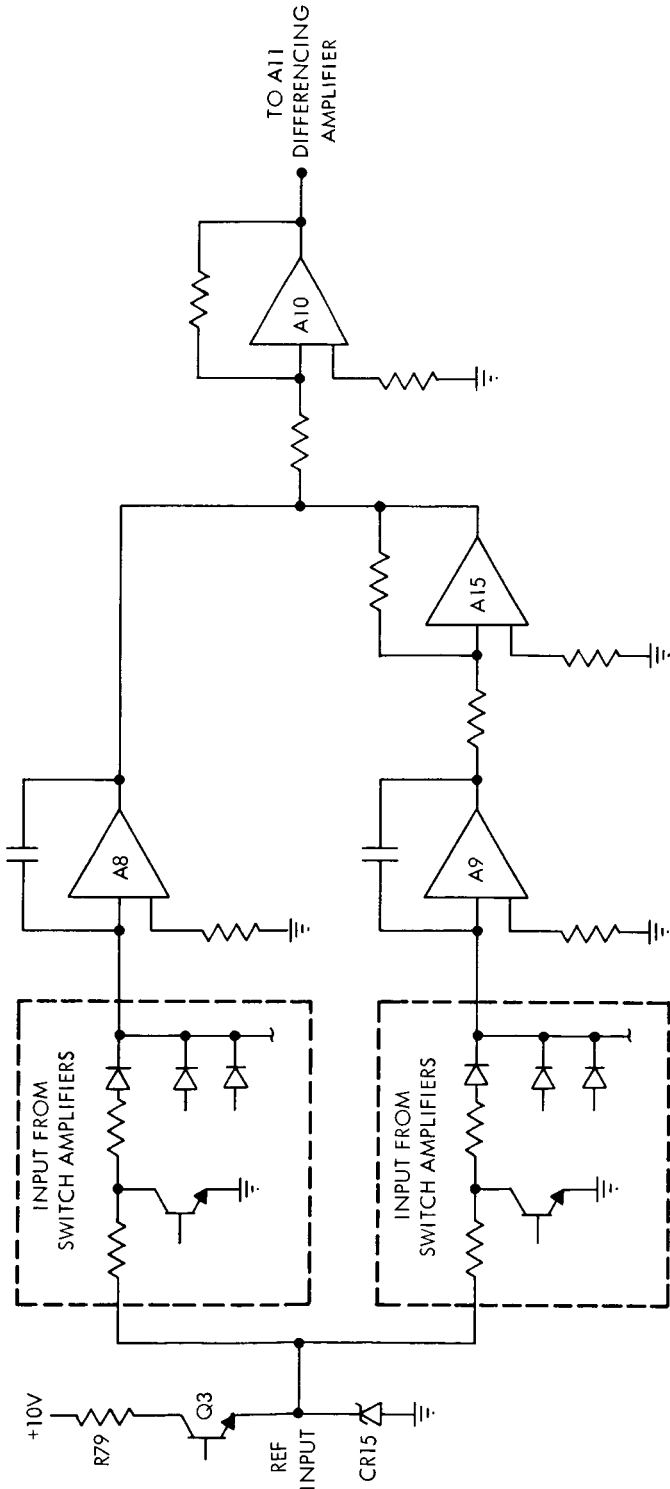 +10V
R79
Q3
REF
INPUT
CR15
INPUT FROM
SWITCH AMPLIFIERS
INPUT FROM
SWITCH AMPLIFIERS
A8
A9
A15
A10
TO A11
DIFFERENCING
AMPLIFIER